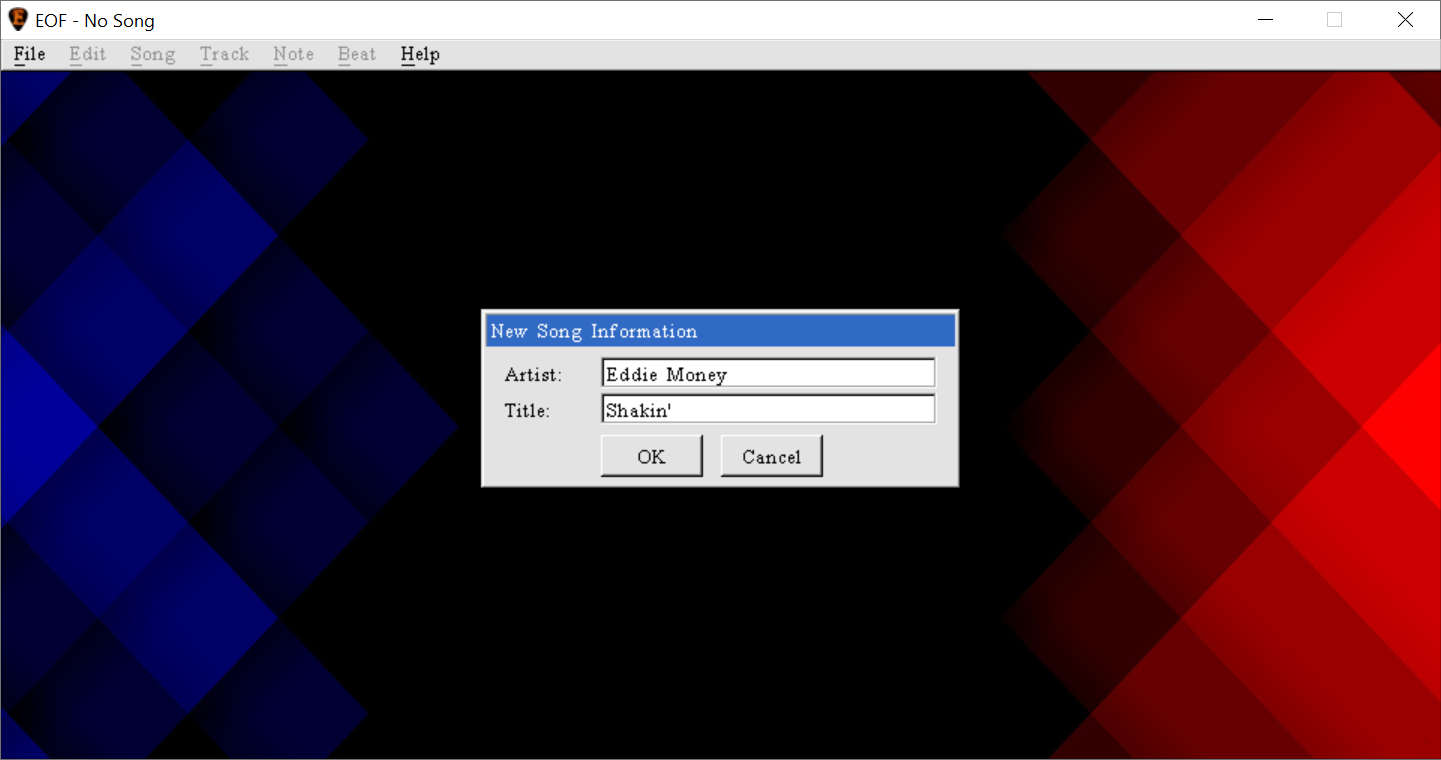 EOF - No Song
File Edit Song Track Note Beat Help
New Song Information
Artist: Eddie Money
Title: Shakin'
OK Cancel